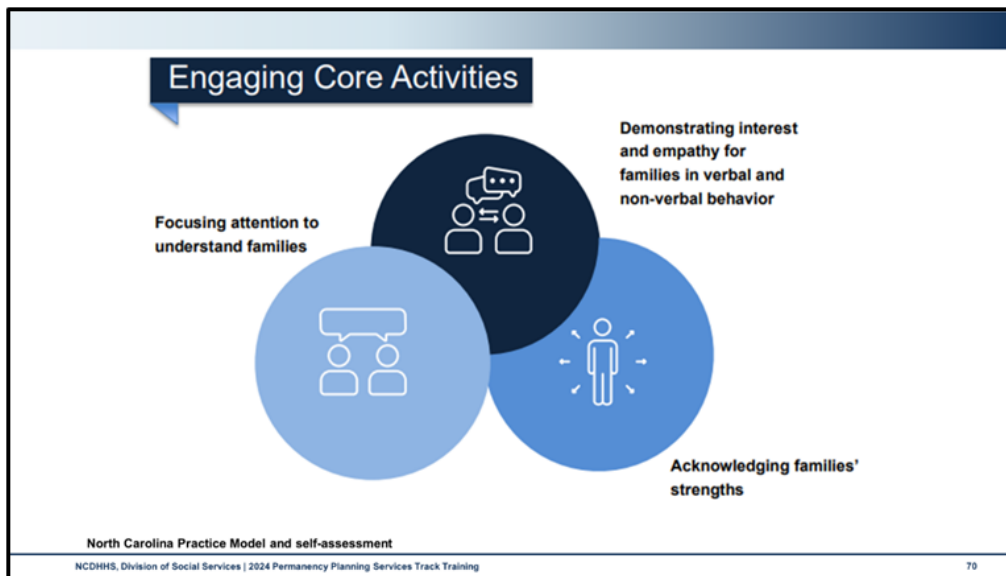 Engaging Core Activities
Demonstrating interest
and empathy for
families in verbal and
non-verbal behavior
Focusing attention to
understand families
Acknowledging families’
strengths
North Carolina Practice Model and self-assessment
NCDHHS, Division of Social Services | 2024 Permanency Planning Services Track Training
70